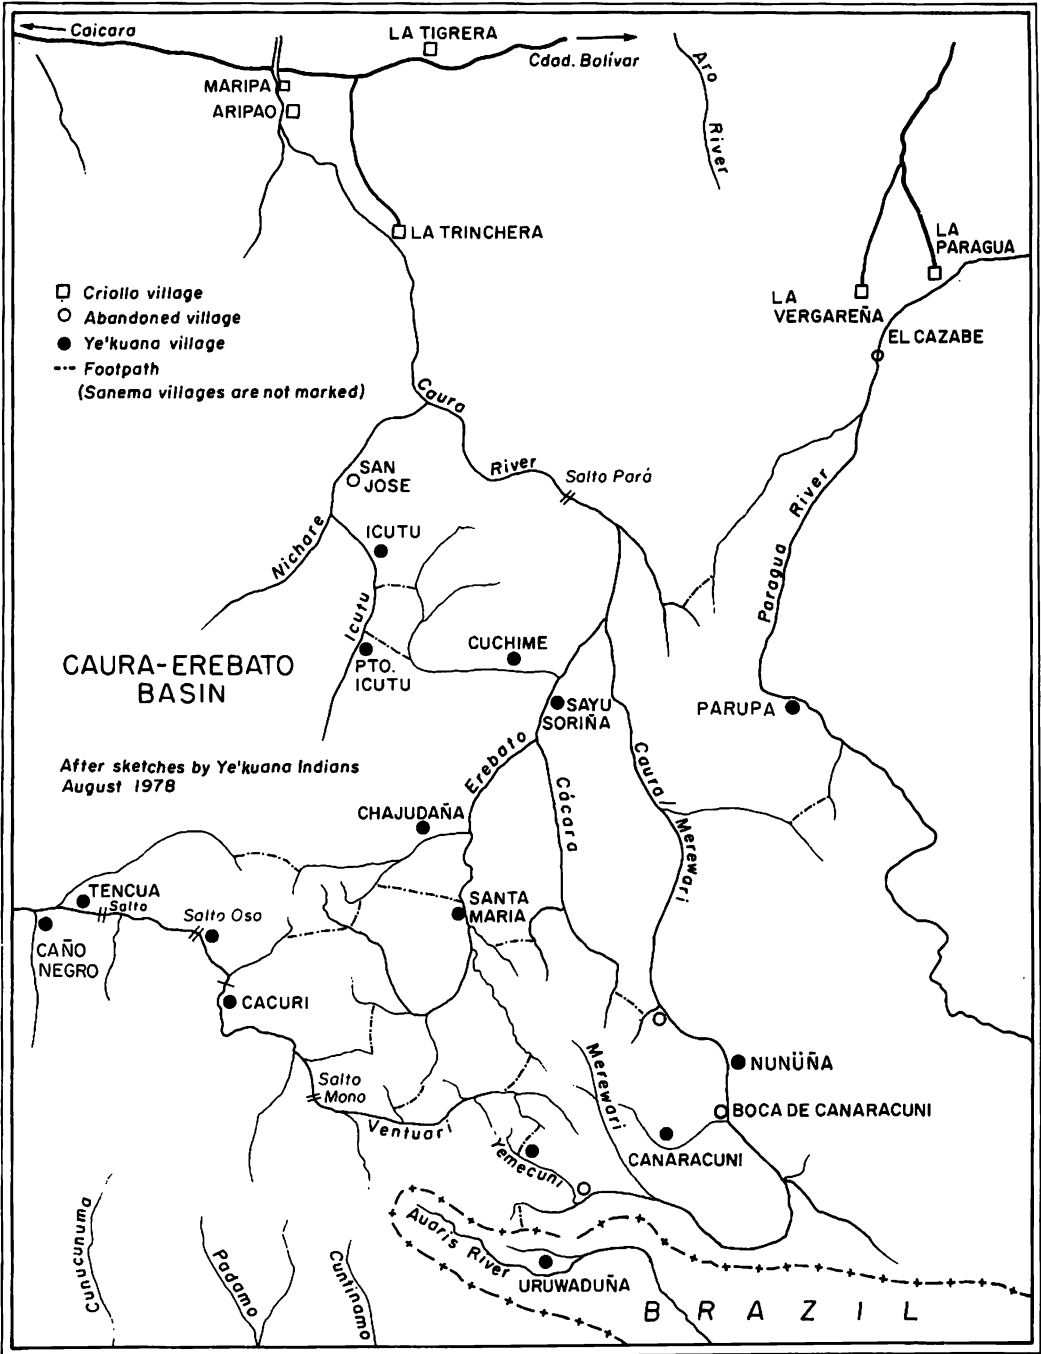 Caicara
LA TIGRERA
Cdad. Bolívar
Aro
River
MARIPA
ARIPAO
LA TRINCHERA
LA
PARAGUA
LA
VERGAREÑA
EL CAZABE
Criollo village
Abandoned village
Ye'kuana village
Footpath
(Sanema villages are not marked)
Caura
River
Salto Pará
SAN
JOSE
Nichare
ICUTU
Icutu
PTO.
ICUTU
CUCHIME
Paragua
River
CAURA-EREBATO
BASIN
SAYU
SORIÑA
PARUPA
After sketches by Ye'kuana Indians
August 1978
Erebato
Cácara
Caura/
Merewari
CHAJUDAÑA
TENCUA
Salto
Salto Oso
SANTA
MARIA
CAÑO
NEGRO
CACURI
Salto
Mono
Ventuari
Merewari
NUNÜÑA
BOCA DE CANARACUNI
CANARACUNI
Yemecuñi
Auaris River
URUWADUÑA
Cunucunuma
Padamo
Cuntinamo
BRAZIL